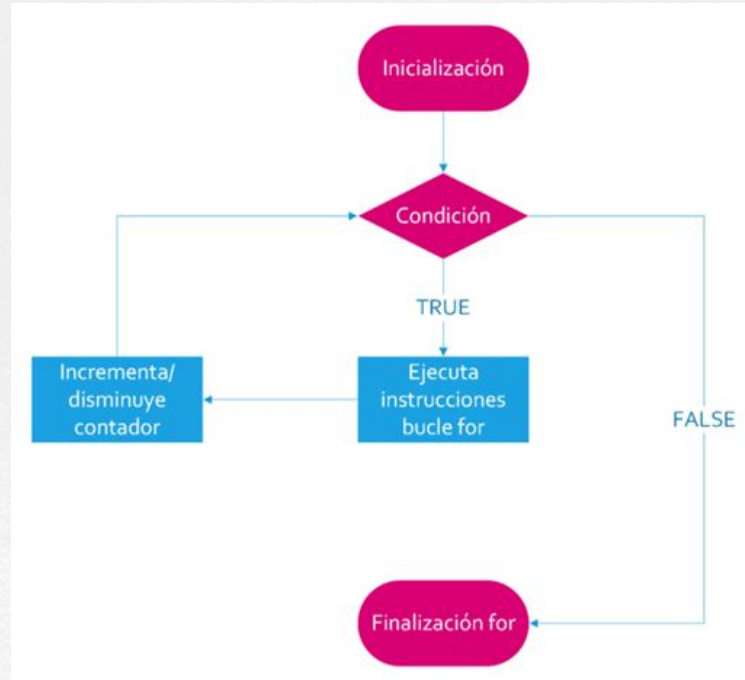 Inicialización
Condición
TRUE
Incrementa/
disminuye
contador
Ejecuta
instrucciones
bucle for
FALSE
Finalización for